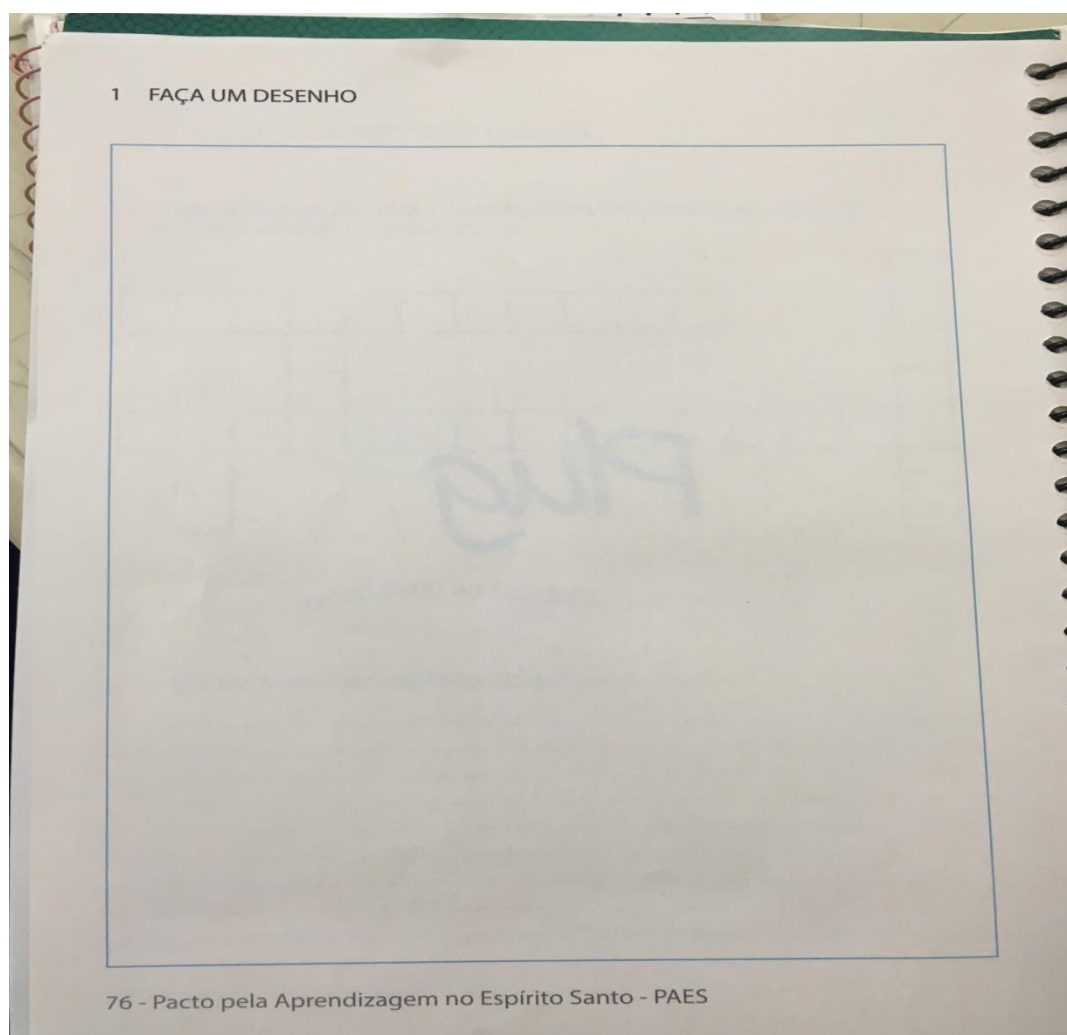 1 FAÇA UM DESENHO
76 - Pacto pela Aprendizagem no Espírito Santo - PAES